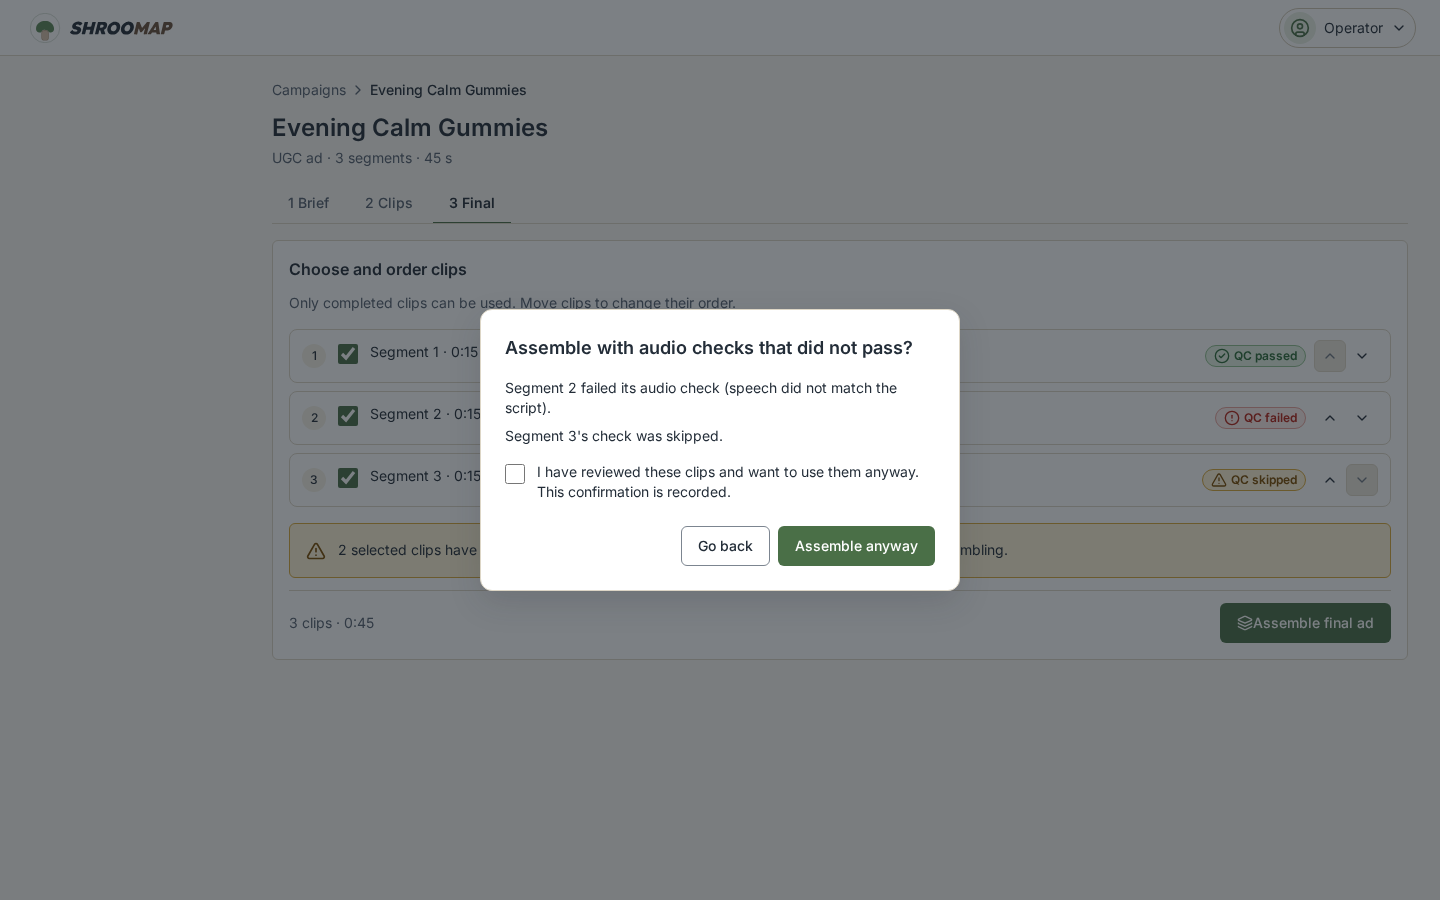 SHROOMAP
Operator
Campaigns > Evening Calm Gummies
Evening Calm Gummies
UGC ad · 3 segments · 45 s
1 Brief 2 Clips 3 Final
Choose and order clips
Only completed clips can be used. Move clips to change their order.
1 Segment 1 · 0:15 QC passed
2 Segment 2 · 0:15 QC failed
3 Segment 3 · 0:15 QC skipped
2 selected clips have
3 clips · 0:45
Assemble final ad
Assemble with audio checks that did not pass?
Segment 2 failed its audio check (speech did not match the
script).
Segment 3's check was skipped.
I have reviewed these clips and want to use them anyway.
This confirmation is recorded.
Go back Assemble anyway